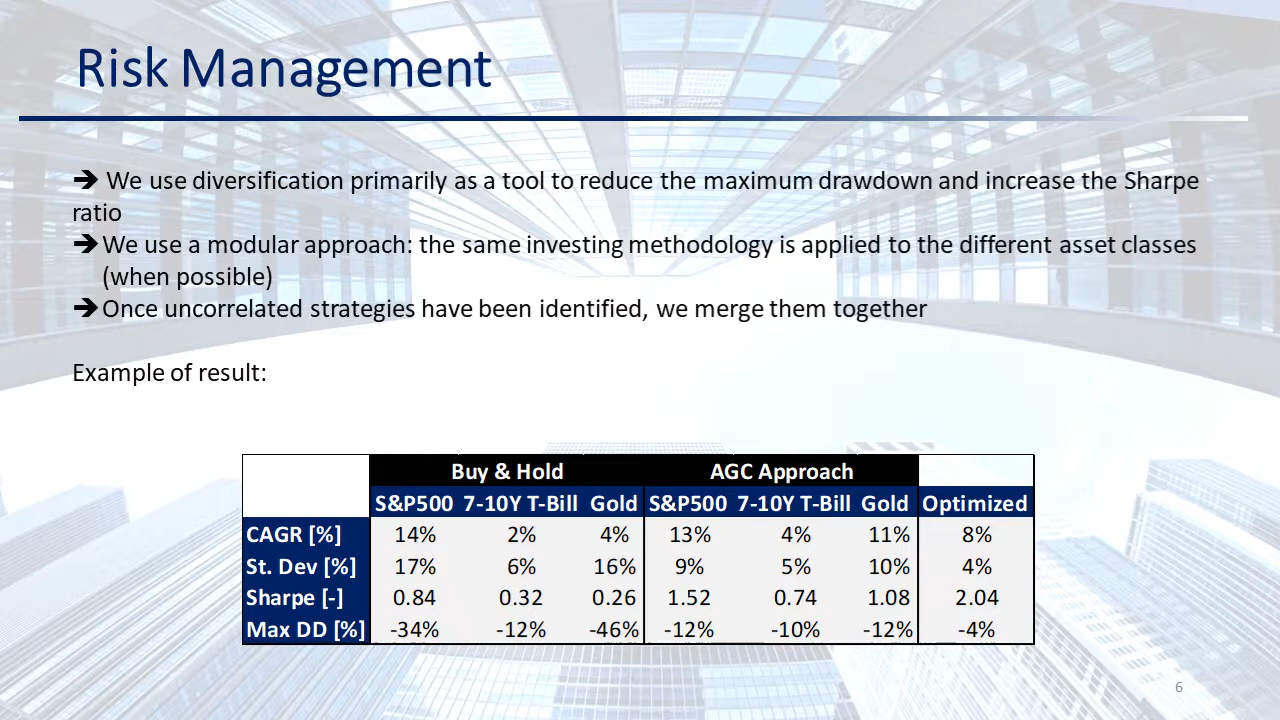 Risk Management
➔ We use diversification primarily as a tool to reduce the maximum drawdown and increase the Sharpe
ratio
➔ We use a modular approach: the same investing methodology is applied to the different asset classes
(when possible)
➔ Once uncorrelated strategies have been identified, we merge them together
Example of result:
Buy & Hold AGC Approach
S&P500 7-10Y T-Bill Gold S&P500 7-10Y T-Bill Gold Optimized
CAGR [%] 14% 2% 4% 13% 4% 11% 8%
St. Dev [%] 17% 6% 16% 9% 5% 10% 4%
Sharpe [-] 0.84 0.32 0.26 1.52 0.74 1.08 2.04
Max DD [%] -34% -12% -46% -12% -10% -12% -4%
6